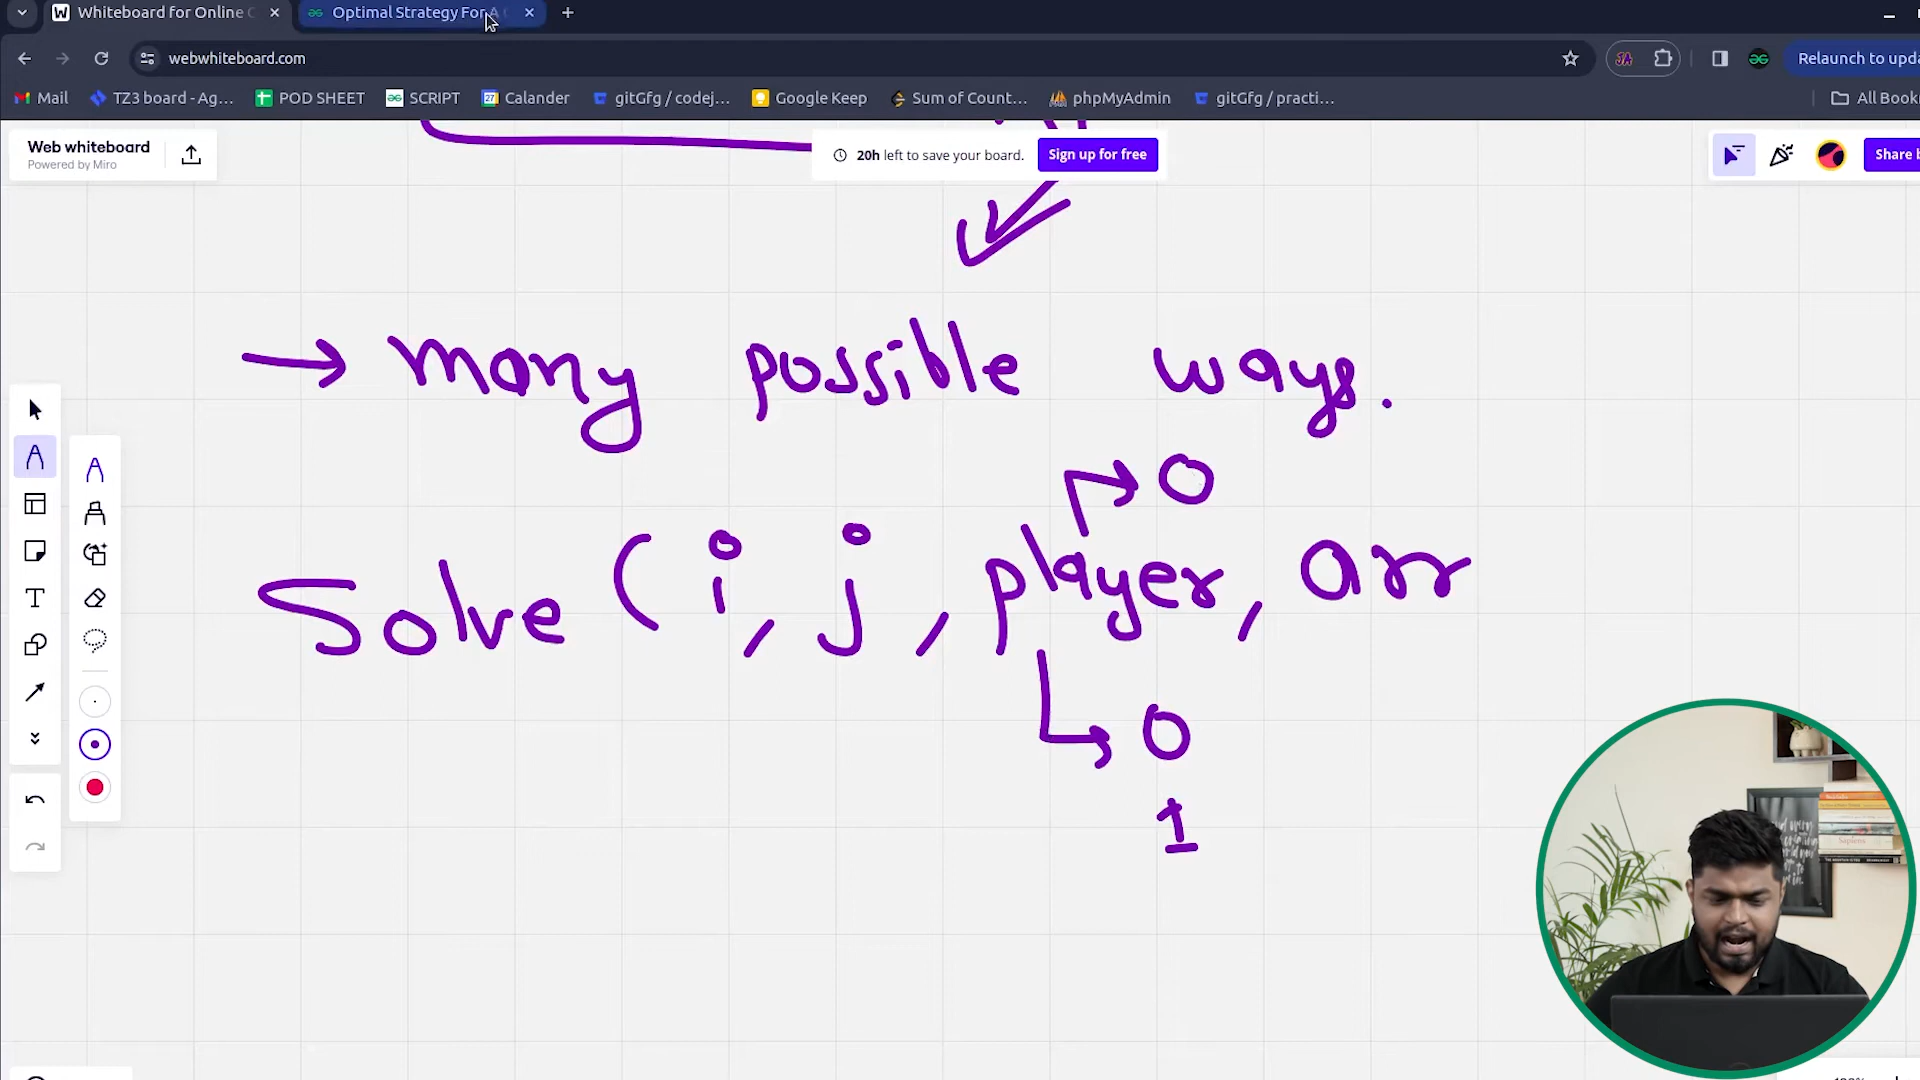 Whiteboard for Online C
Optimal Strategy For A
webwhiteboard.com
Relaunch to upda
Mail
TZ3 board - Ag...
POD SHEET
SCRIPT
Calander
gitGfg / codej...
Google Keep
Sum of Count...
phpMyAdmin
gitGfg / practi...
All Book
Web whiteboard
Powered by Miro
20h left to save your board.
Sign up for free
Share b
→ many possible ways.
0
Solve ( i, j, player, arr
0
1